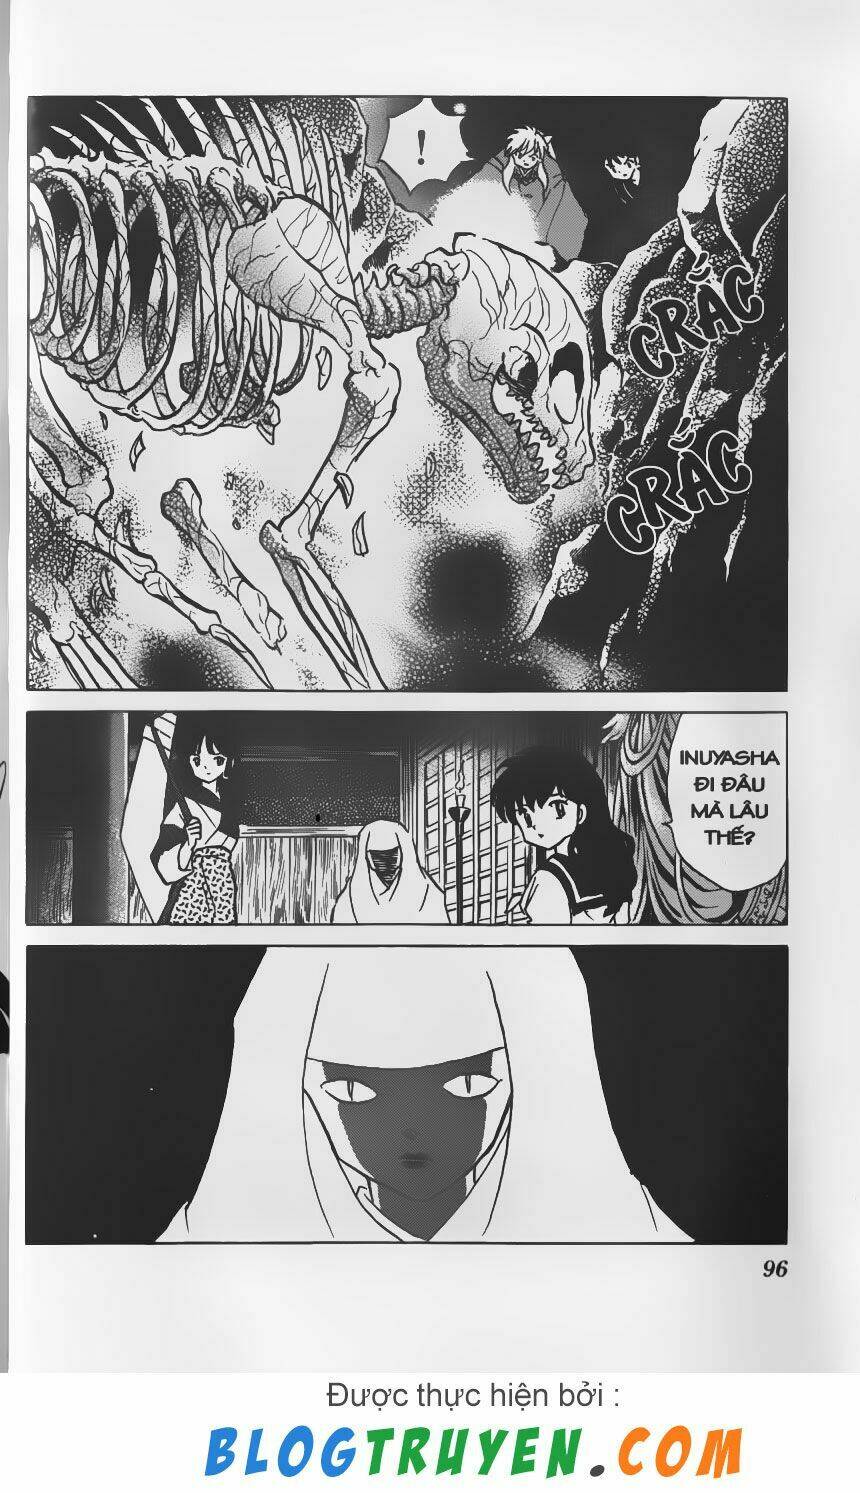 !
CRẮC
CRẮC
INUYASHA
ĐI ĐÂU
MÀ LÂU
THẾ?
96
Được thực hiện bởi :
BLOGTRUYEN.COM